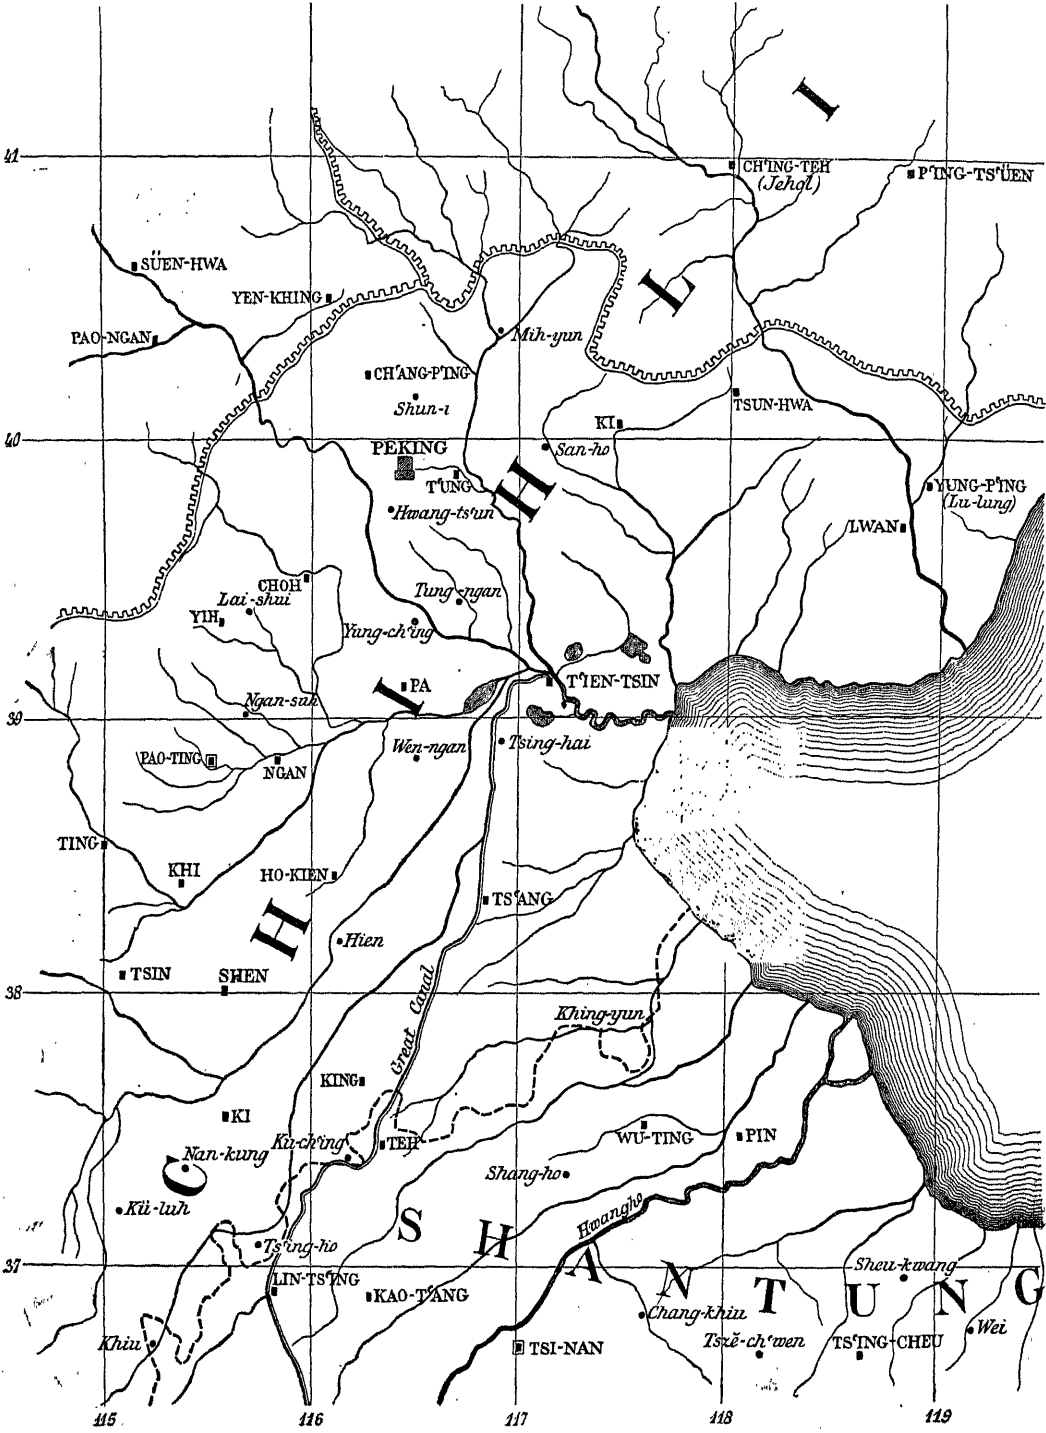 I
41
CH'ING-TEH
(Jehol)
P'ING-TS'ÜEN
SÜEN-HWA
L
YEN-KHING
PAO-NGAN
Mih-yun
CH'ANG-P'ING
Shun-i
TSUN-HWA
KI
40
PEKING
San-ho
T'UNG
H
YUNG-P'ING
(Lu-lung)
Hwang-ts'un
LWAN
CHOH
Lai-shui
Tung-ngan
YIH
Yung-ch'ing
T'IEN-TSIN
I
PA
Ngan-suh
39
Wen-ngan
Tsing-hai
PAO-TING
NGAN
TING
KHI
HO-KIEN
TS'ANG
H
Hien
TSIN
SHEN
38
Great Canal
Khing-yun
KING
KI
Ku-ch'ing
TEH
WU-TING
PIN
Nan-kung
C
Shang-ho
Kü-luh
Hwangho
SHANTUNG
Ts'ing-ho
37
Sheu-kwang
LIN-TS'ING
KAO-T'ANG
Chang-khiu
Wei
Khiu
TSI-NAN
Tszĕ-ch'wen
TS'ING-CHEU
115
116
117
118
119